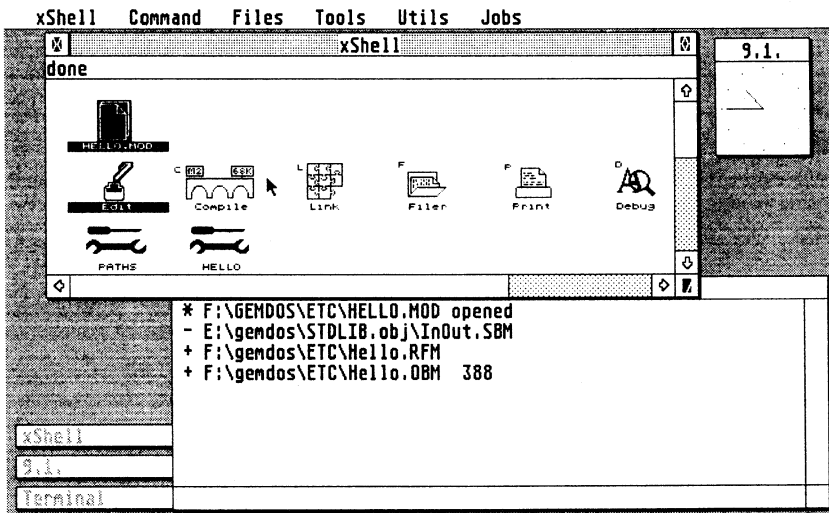 xShell Command Files Tools Utils Jobs
xShell
9.1.
done
HELLO.MOD
C M2 68K L F P D
Edit Compile Link Filer Print Debug
PATHS HELLO
* F:\GEMDOS\ETC\HELLO.MOD opened
- E:\gemdos\STDLIB.obj\InOut.SBM
+ F:\gemdos\ETC\Hello.RFM
+ F:\gemdos\ETC\Hello.OBM 388
xShell
9.1.
Terminal